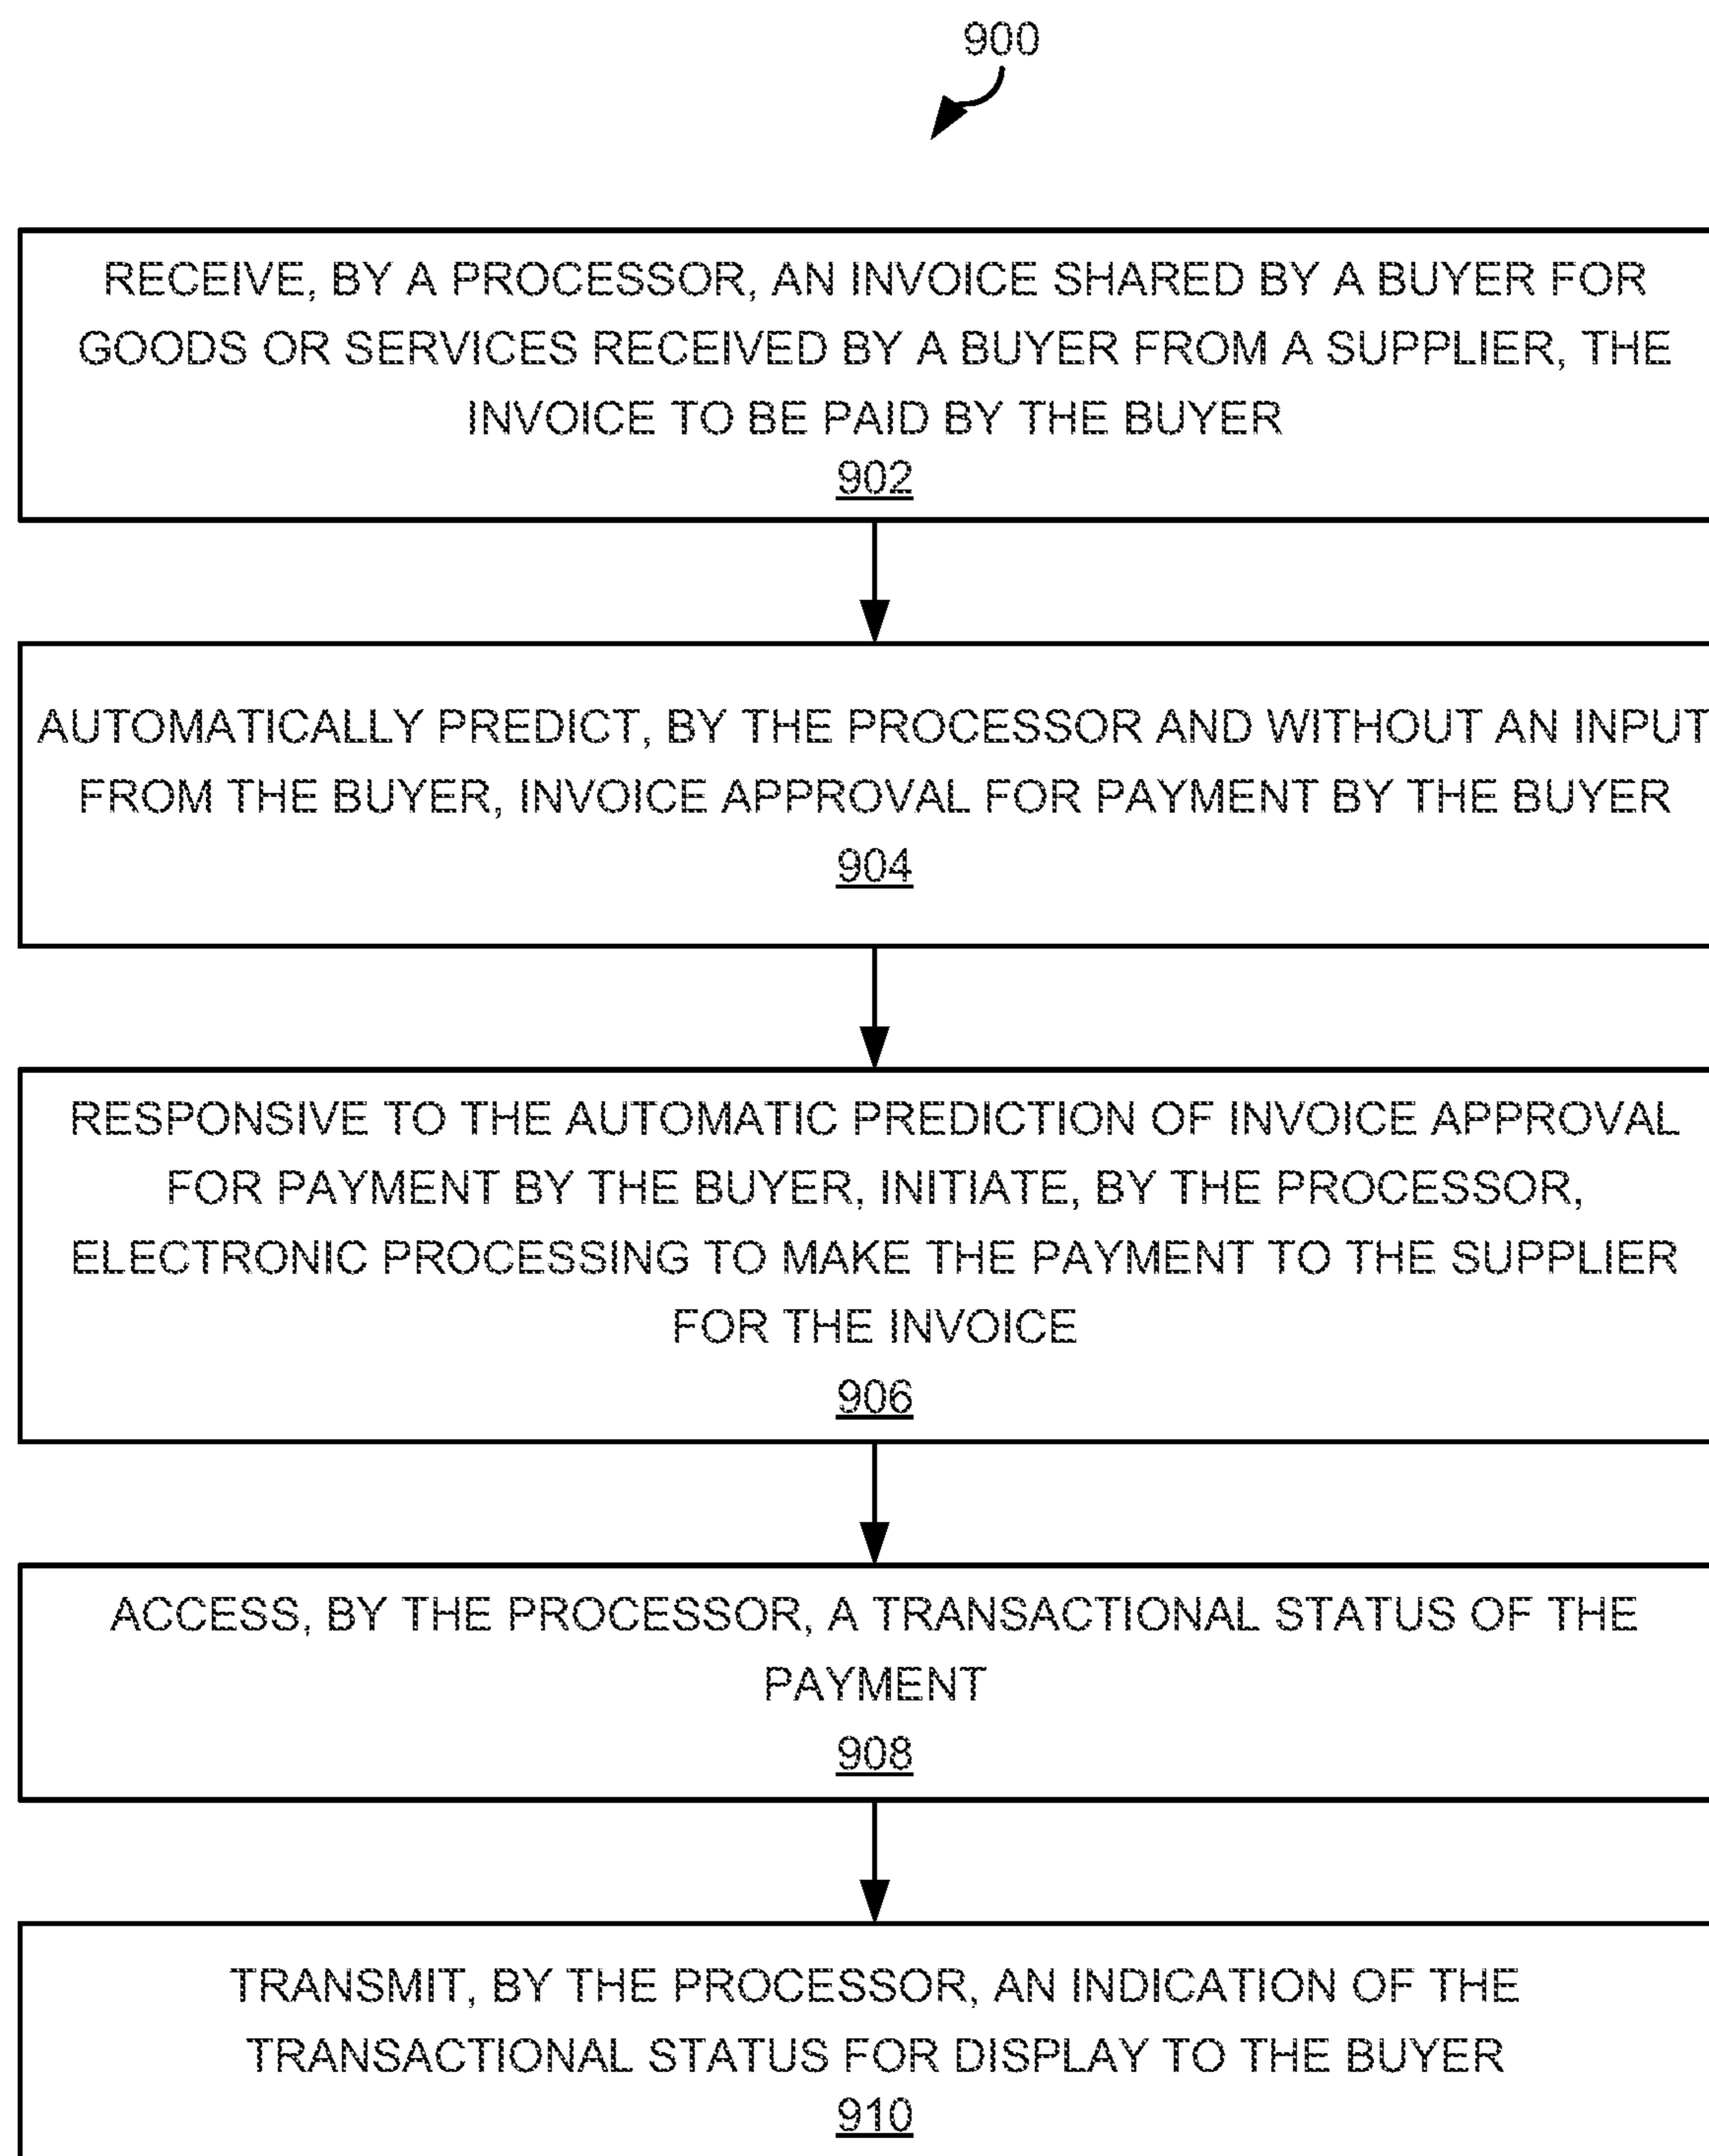 900
RECEIVE, BY A PROCESSOR, AN INVOICE SHARED BY A BUYER FOR
GOODS OR SERVICES RECEIVED BY A BUYER FROM A SUPPLIER, THE
INVOICE TO BE PAID BY THE BUYER
902
AUTOMATICALLY PREDICT, BY THE PROCESSOR AND WITHOUT AN INPUT
FROM THE BUYER, INVOICE APPROVAL FOR PAYMENT BY THE BUYER
904
RESPONSIVE TO THE AUTOMATIC PREDICTION OF INVOICE APPROVAL
FOR PAYMENT BY THE BUYER, INITIATE, BY THE PROCESSOR,
ELECTRONIC PROCESSING TO MAKE THE PAYMENT TO THE SUPPLIER
FOR THE INVOICE
906
ACCESS, BY THE PROCESSOR, A TRANSACTIONAL STATUS OF THE
PAYMENT
908
TRANSMIT, BY THE PROCESSOR, AN INDICATION OF THE
TRANSACTIONAL STATUS FOR DISPLAY TO THE BUYER
910